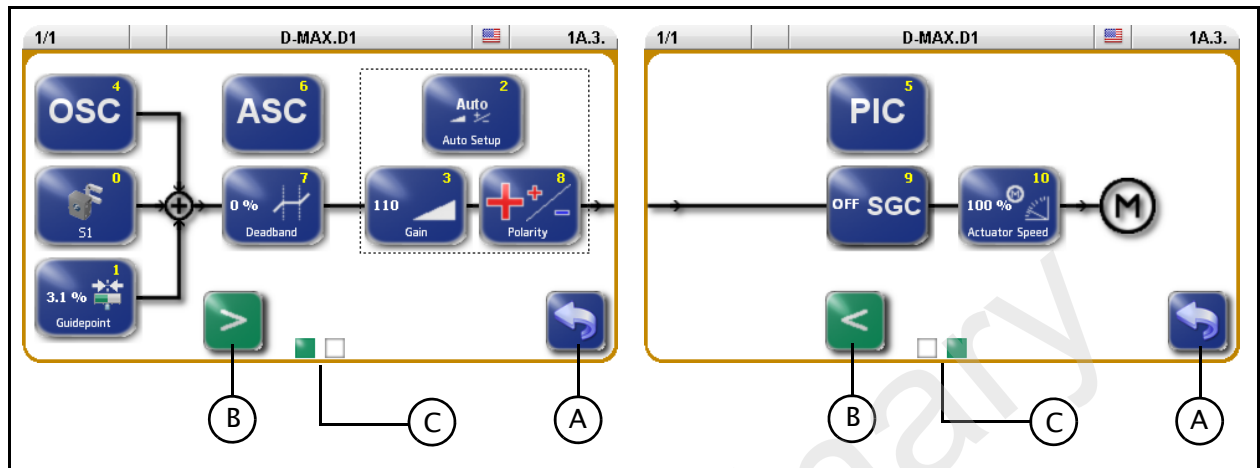 1/1 D-MAX.D1 1A.3.
4 OSC
6 ASC
2 Auto
Auto Setup
0 S1
7 0 % Deadband
3 110 Gain
8 Polarity
1 3.1 % Guidepoint
>
B C A
1/1 D-MAX.D1 1A.3.
5 PIC
9 OFF SGC
10 M 100 % Actuator Speed
M
<
B C A
nary